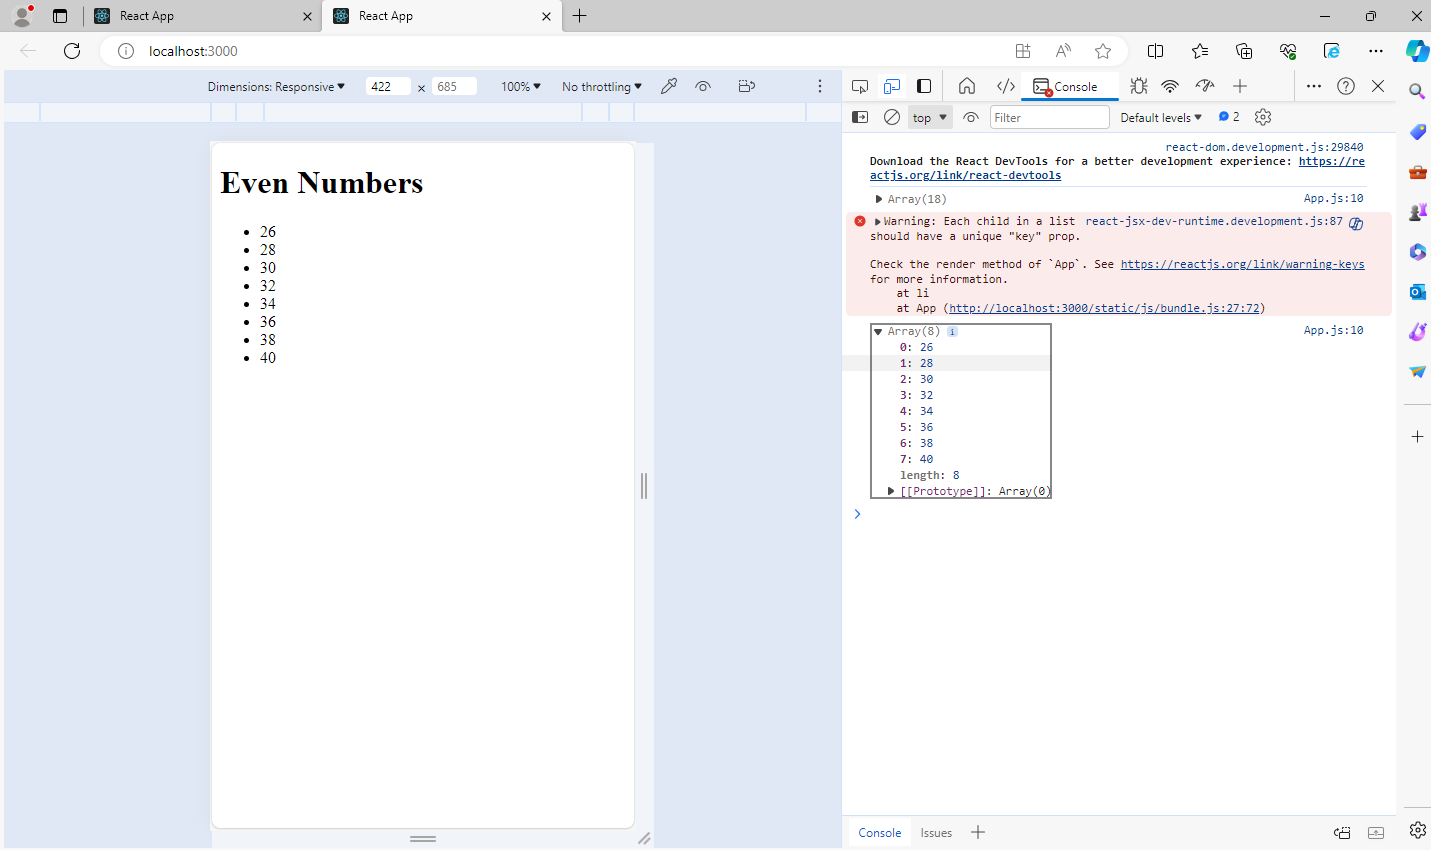 React App
React App
localhost:3000
Dimensions: Responsive
422 × 685
100%
No throttling
Even Numbers
26
28
30
32
34
36
38
40
Console
top
Filter
Default levels
2
react-dom.development.js:29840
Download the React DevTools for a better development experience: https://re
actjs.org/link/react-devtools
Array(18)
App.js:10
Warning: Each child in a list react-jsx-dev-runtime.development.js:87
should have a unique "key" prop.
Check the render method of `App`. See https://reactjs.org/link/warning-keys
for more information.
at li
at App (http://localhost:3000/static/js/bundle.js:27:72)
Array(8) i
App.js:10
0: 26
1: 28
2: 30
3: 32
4: 34
5: 36
6: 38
7: 40
length: 8
[[Prototype]]: Array(0)
Console
Issues